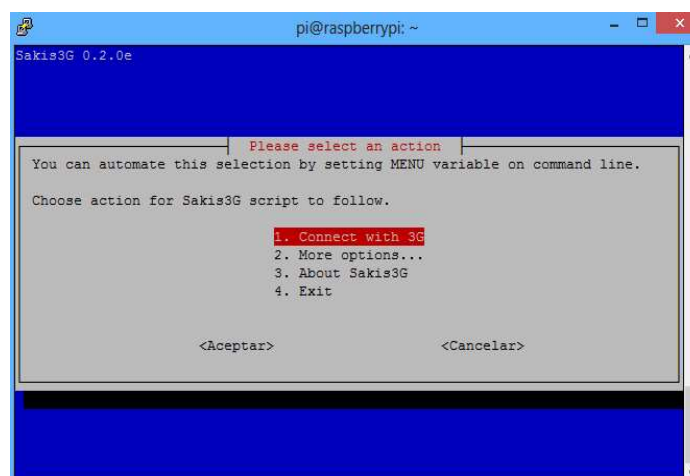 pi@raspberrypi: ~
Sakis3G 0.2.0e
Please select an action
You can automate this selection by setting MENU variable on command line.
Choose action for Sakis3G script to follow.
1. Connect with 3G
2. More options...
3. About Sakis3G
4. Exit
<Aceptar> <Cancelar>